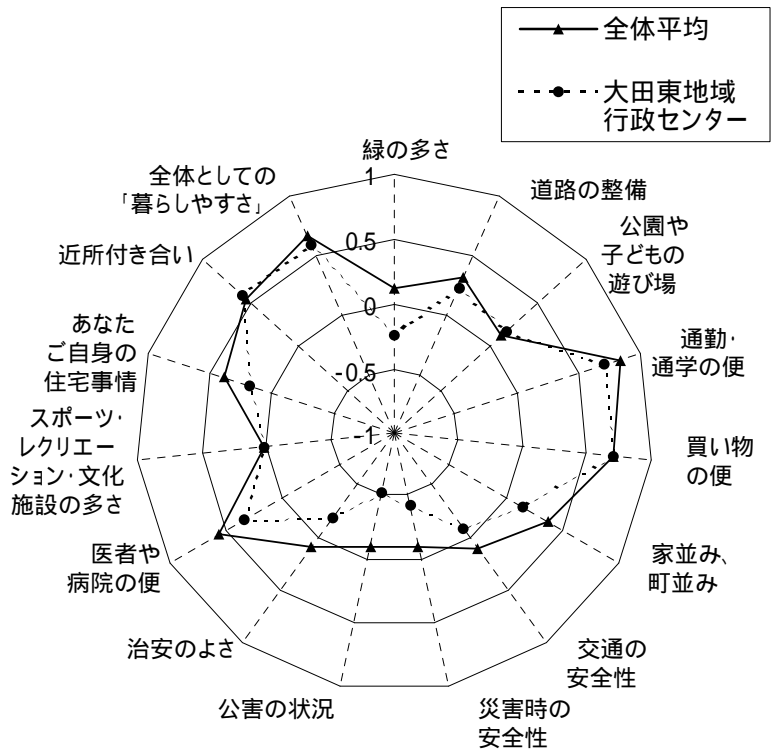 全体平均
大田東地域
行政センター
緑の多さ
道路の整備
公園や
子どもの
遊び場
通勤・
通学の便
買い物
の便
家並み、
町並み
交通の
安全性
災害時の
安全性
公害の状況
治安のよさ
医者や
病院の便
スポーツ・
レクリエー
ション・文化
施設の多さ
あなた
ご自身の
住宅事情
近所付き合い
全体としての
「暮らしやすさ」
1
0.5
0
-0.5
-1